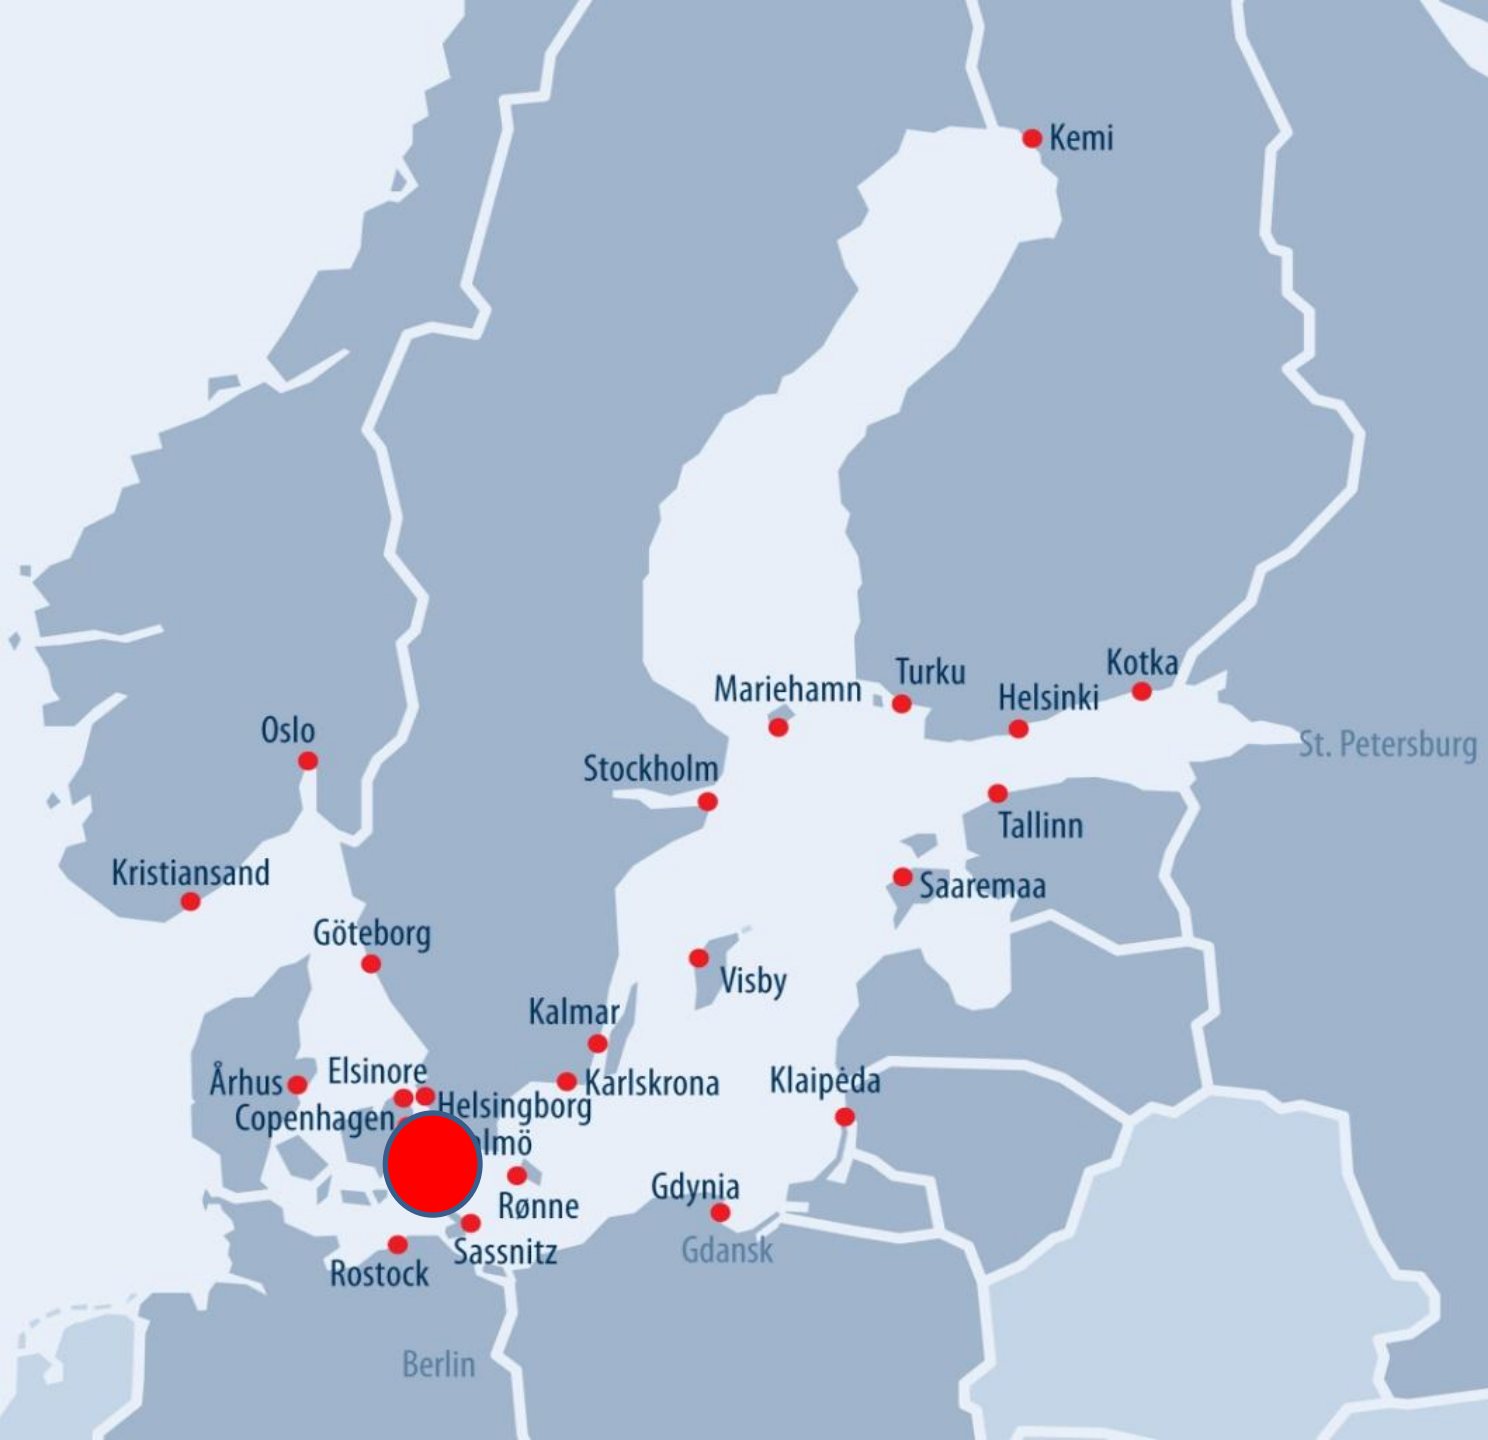 Kemi
Kotka
Turku
Mariehamn
Helsinki
Oslo
St. Petersburg
Stockholm
Tallinn
Kristiansand
Saaremaa
Göteborg
Visby
Kalmar
Elsinore
Århus
Karlskrona
Klaipėda
Helsingborg
Copenhagen
lmö
Gdynia
Rønne
Gdansk
Sassnitz
Rostock
Berlin